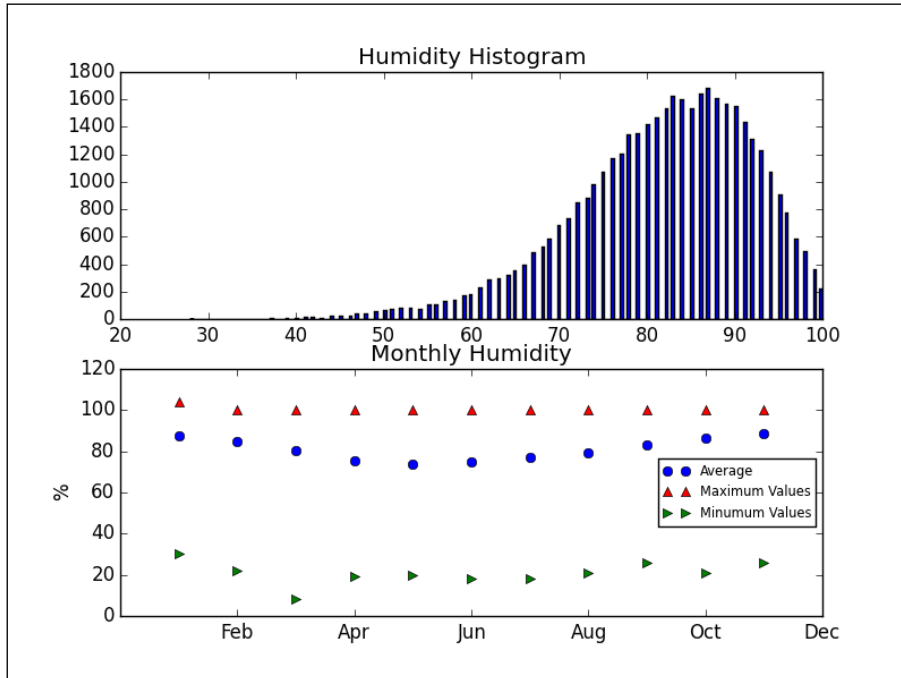 Humidity Histogram
1800
1600
1400
1200
1000
800
600
400
200
0
20 30 40 50 60 70 80 90 100
Monthly Humidity
120
100
80
60
40
20
0
%
Average
Maximum Values
Minumum Values
Feb Apr Jun Aug Oct Dec